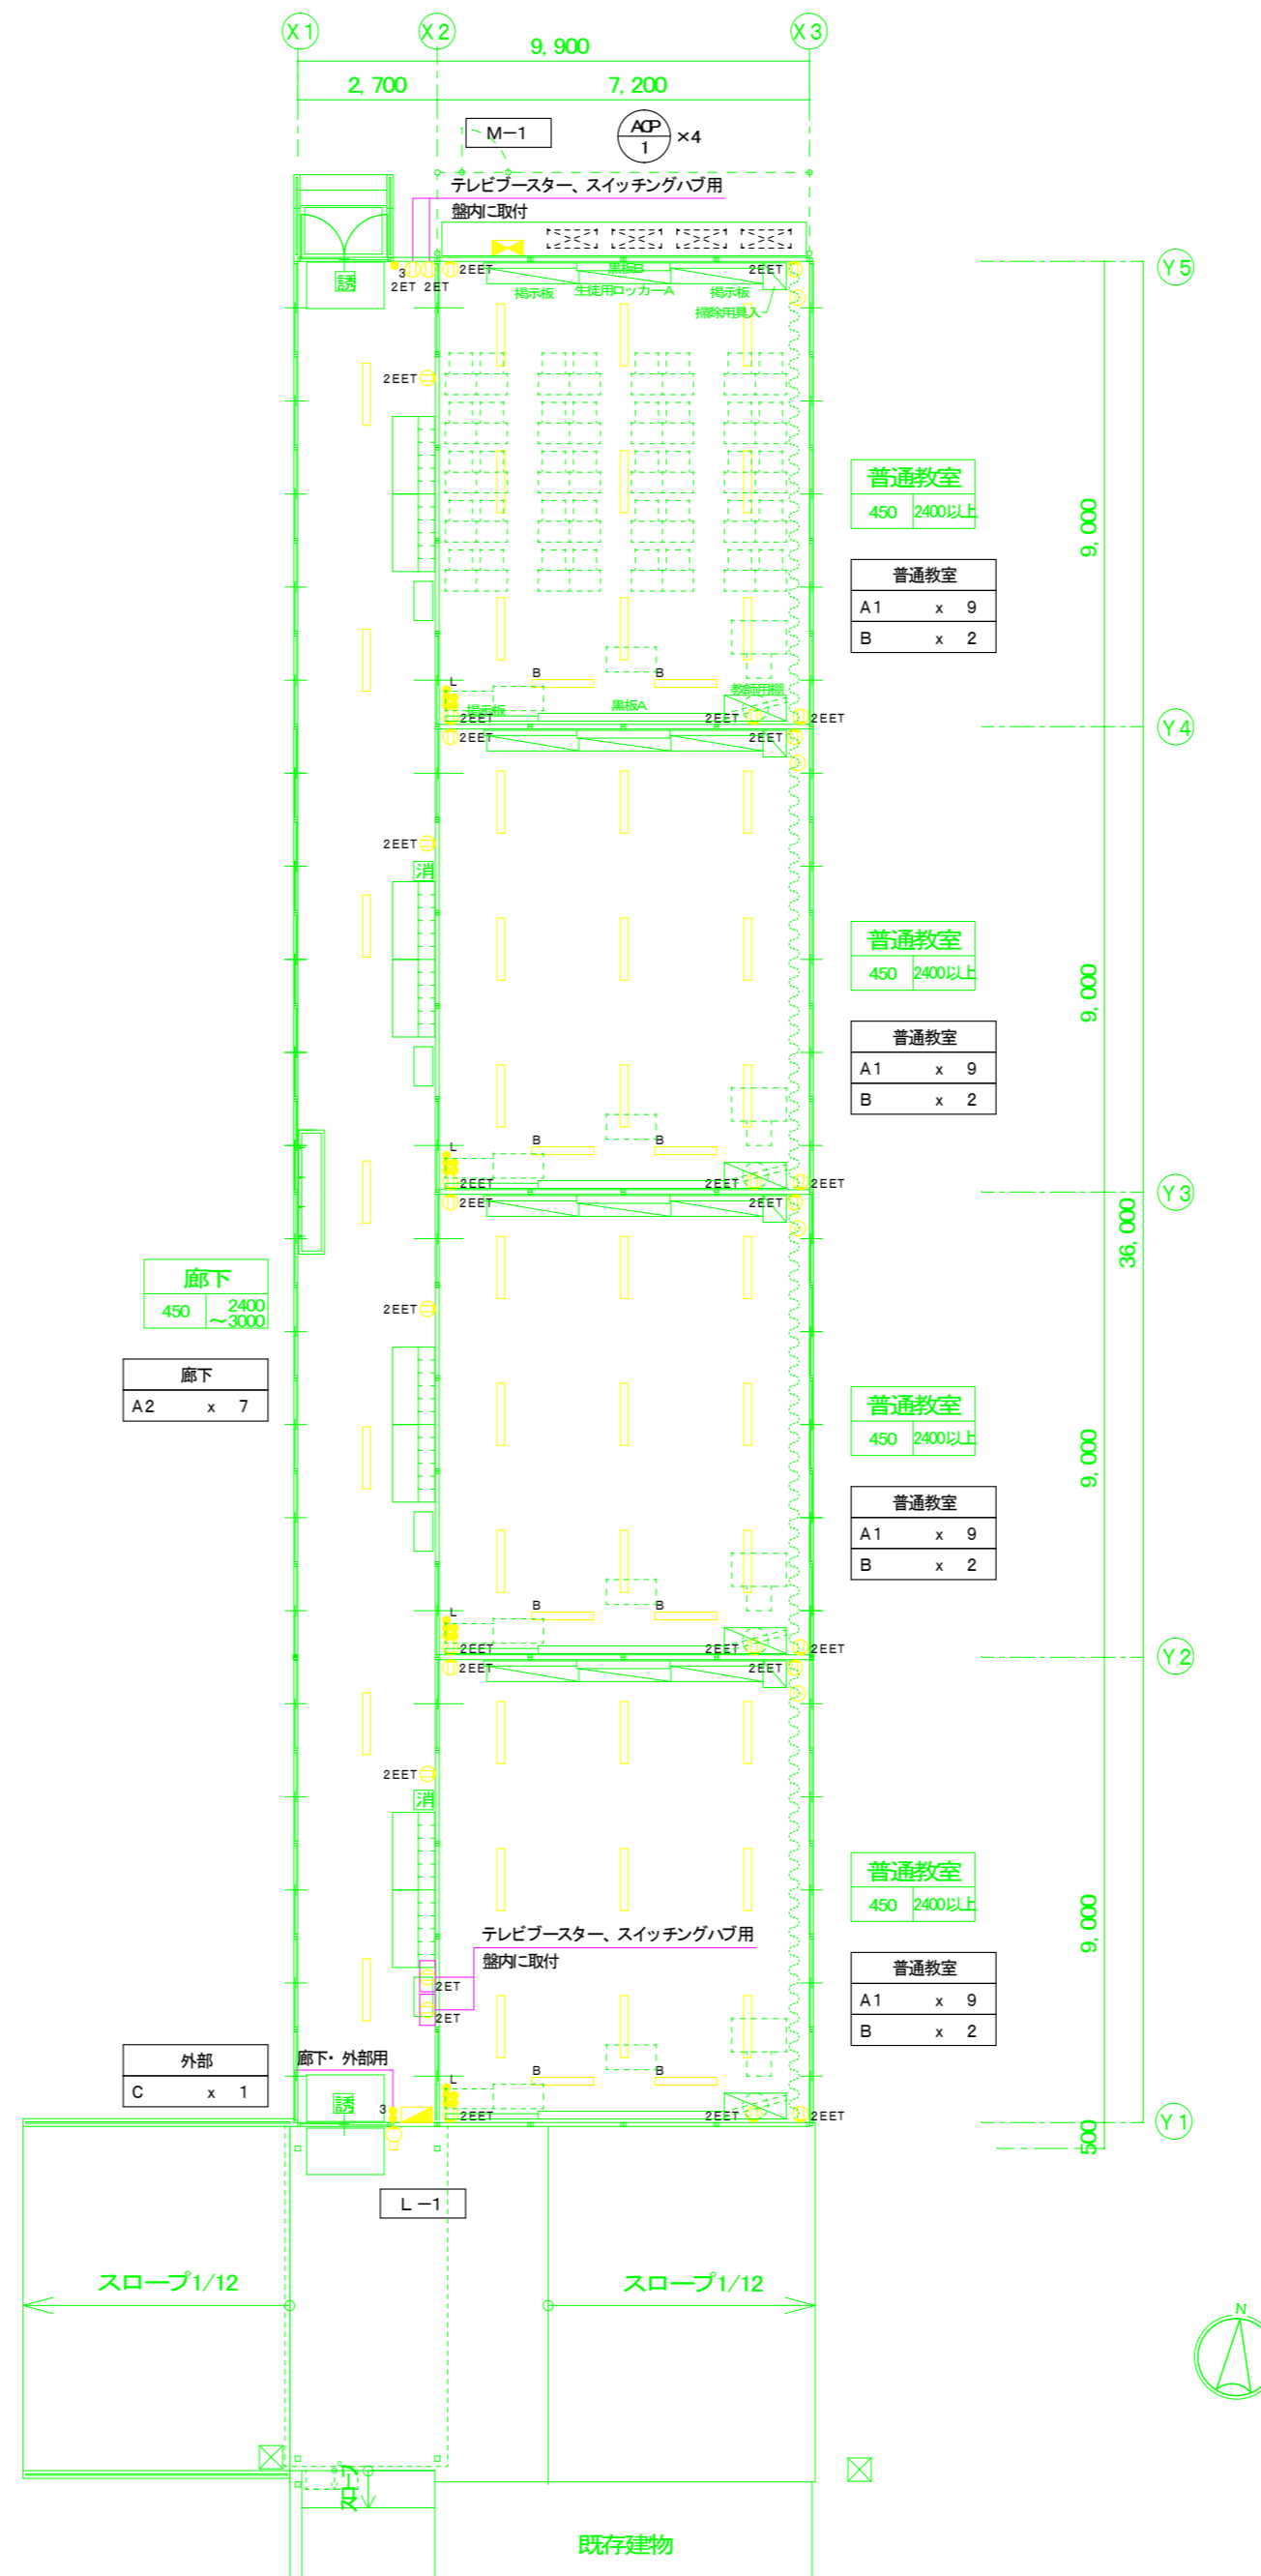 X1
X2
X3
9,900
2,700
7,200
M-1
ACP
1
×4
テレビブースター、スイッチングハブ用
盤内に取付
Y5
3
2ET
2ET
2EET
黒板B
2EET
誘
掲示板
生徒用ロッカーA
掲示板
掃除用具入
2EET
普通教室
450
2400以上
9,000
普通教室
A1 x 9
B x 2
L
B
B
教師用棚
掲示板
黒板A
2EET
2EET
2EET
Y4
2EET
2EET
2EET
消
普通教室
450
2400以上
9,000
普通教室
A1 x 9
B x 2
L
B
B
2EET
2EET
2EET
Y3
2EET
2EET
36,000
廊下
450
2400
～3000
2EET
廊下
A2 x 7
普通教室
450
2400以上
9,000
普通教室
A1 x 9
B x 2
L
B
B
2EET
2EET
2EET
Y2
2EET
2EET
2EET
消
普通教室
450
2400以上
9,000
テレビブースター、スイッチングハブ用
盤内に取付
2ET
2ET
普通教室
A1 x 9
B x 2
外部
C x 1
廊下・外部用
誘
3
L
B
B
2EET
2EET
2EET
Y1
500
L-1
スロープ1/12
スロープ1/12
N
スロープ
既存建物